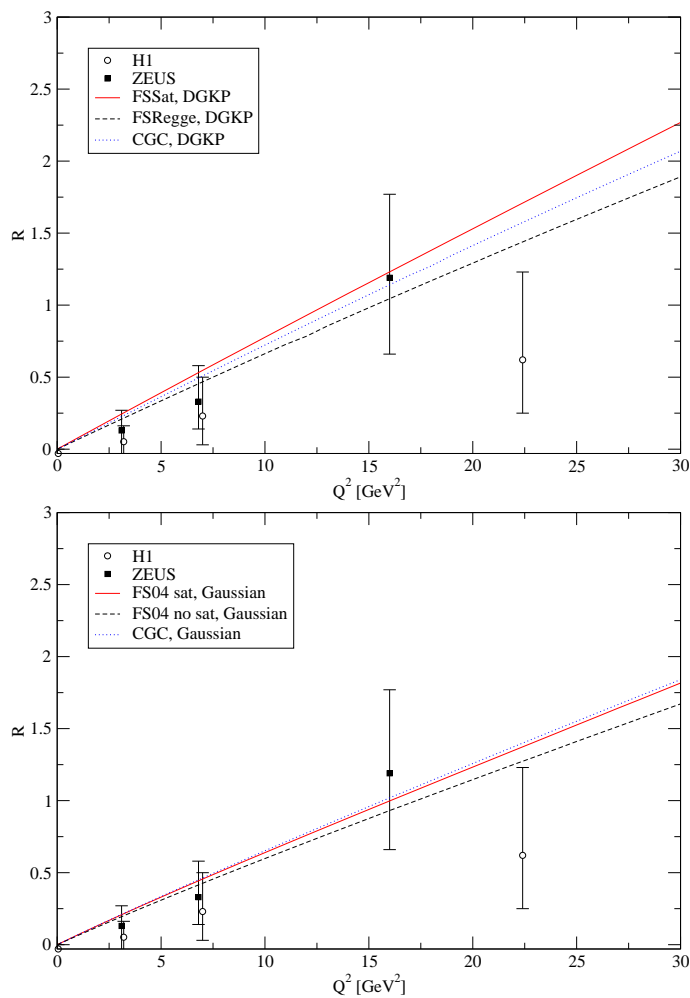 3
2.5
2
1.5
1
0.5
0
R
H1
ZEUS
FSSat, DGKP
FSRegge, DGKP
CGC, DGKP
0 5 10 15 20 25 30
Q² [GeV²]
3
2.5
2
1.5
1
0.5
0
R
H1
ZEUS
FS04 sat, Gaussian
FS04 no sat, Gaussian
CGC, Gaussian
0 5 10 15 20 25 30
Q² [GeV²]